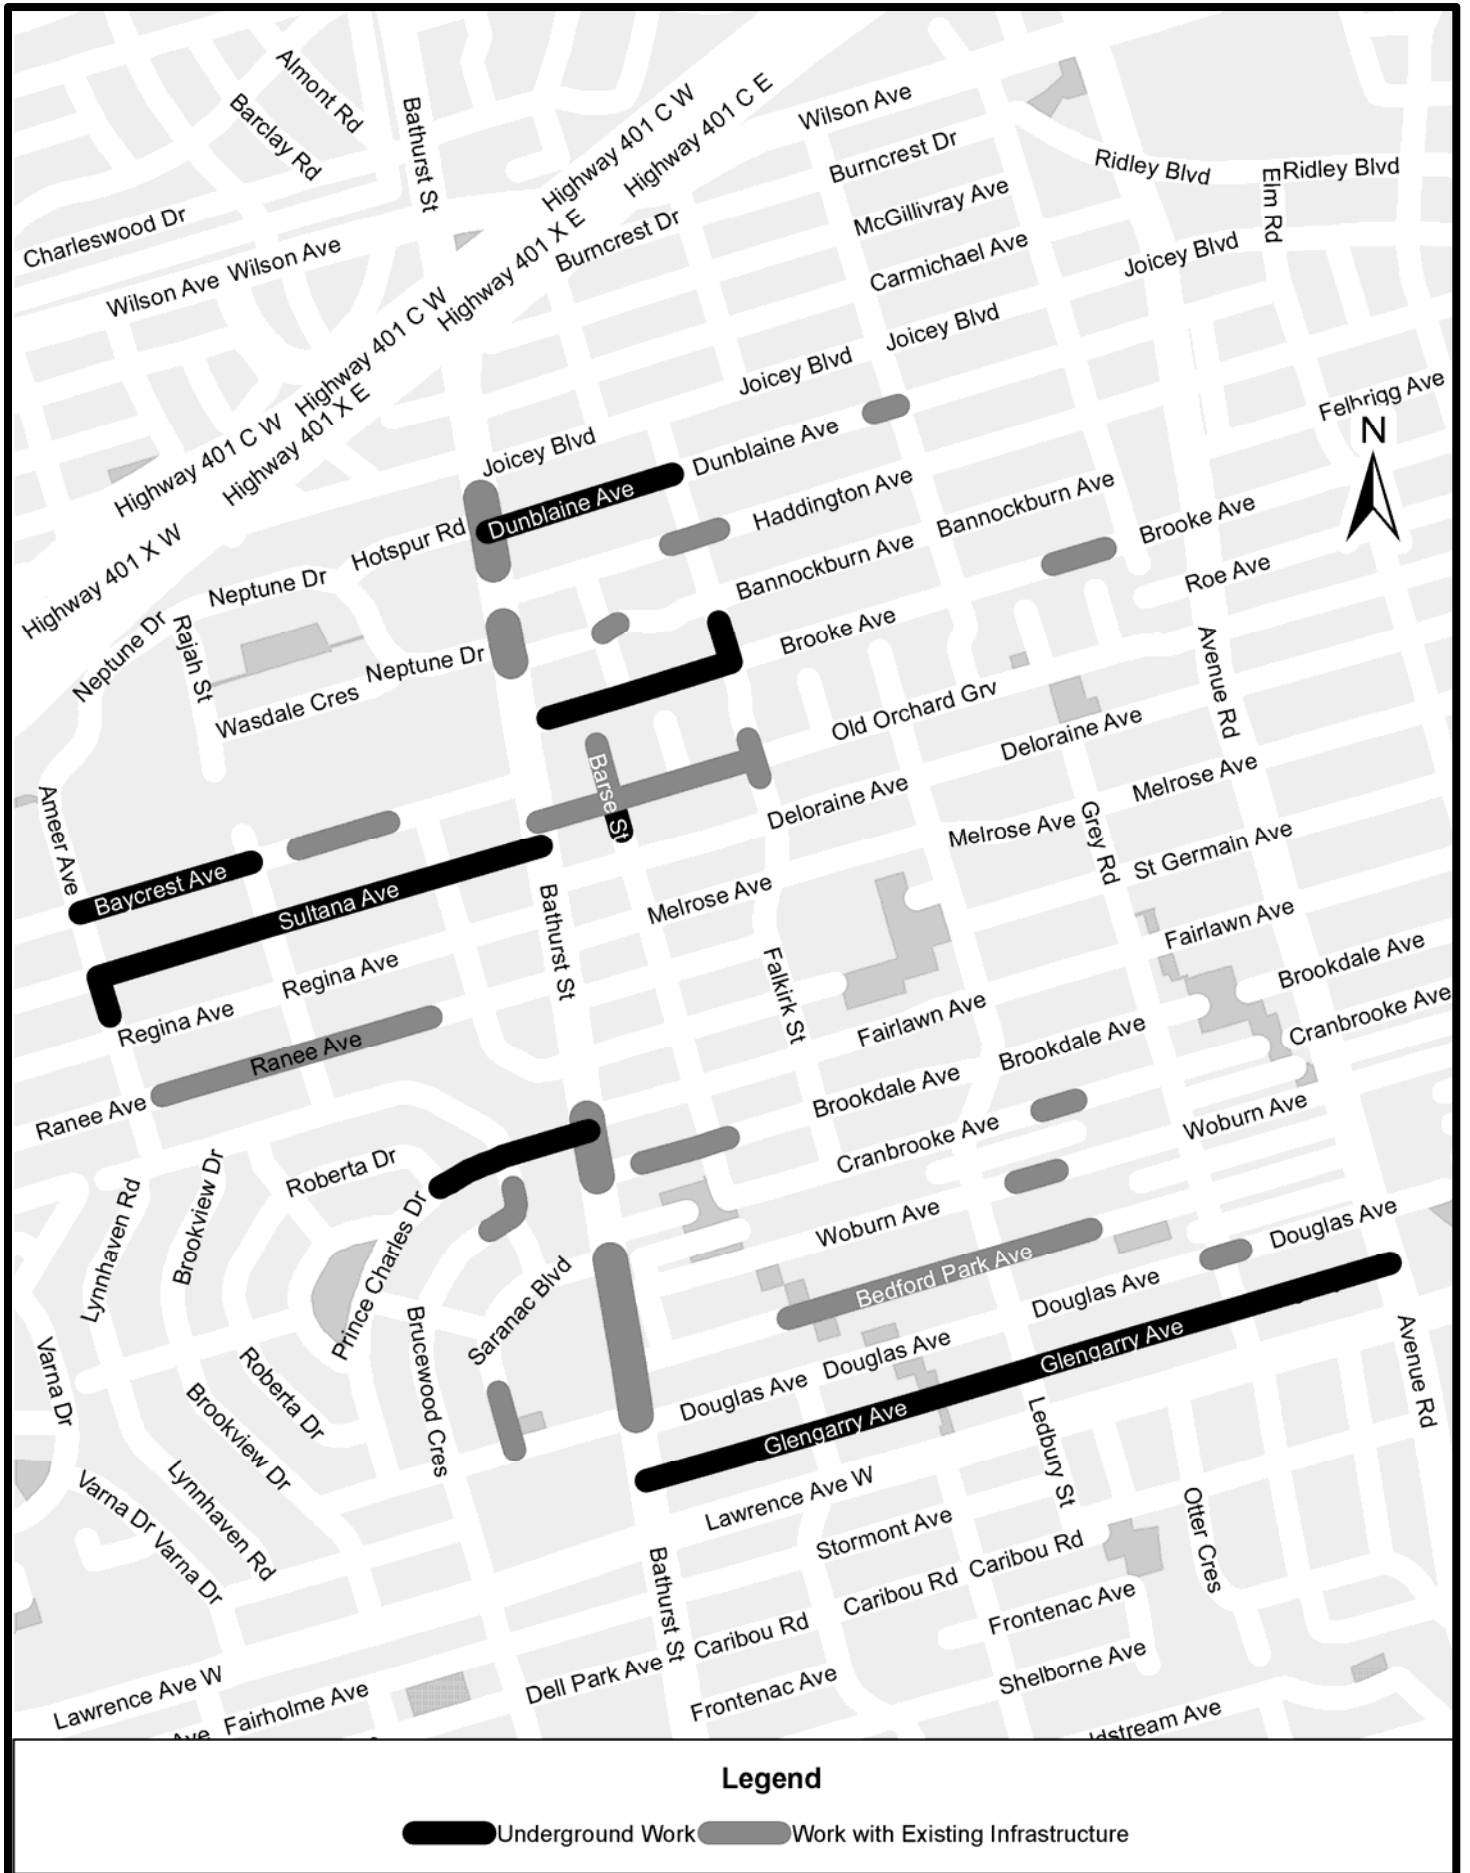 Almont Rd
Barclay Rd
Bathurst St
Highway 401 C W
Highway 401 C E
Wilson Ave
Burncrest Dr
Ridley Blvd
Ridley Blvd
Elm Rd
McGillivray Ave
Charleswood Dr
Wilson Ave
Wilson Ave
Highway 401 X E
Burncrest Dr
Carmichael Ave
Joicey Blvd
Highway 401 C W
Joicey Blvd
Joicey Blvd
Felbrigg Ave
N
Highway 401 C W
Highway 401 X E
Joicey Blvd
Dunblaine Ave
Dunblaine Ave
Haddington Ave
Bannockburn Ave
Brooke Ave
Highway 401 X W
Hotspur Rd
Neptune Dr
Bannockburn Ave
Roe Ave
Neptune Dr
Rajah St
Neptune Dr
Brooke Ave
Avenue Rd
Wasdale Cres
Old Orchard Grv
Deloraine Ave
Barse St
Ameer Ave
Deloraine Ave
Melrose Ave
Melrose Ave
Grey Rd
St Germain Ave
Baycrest Ave
Sultana Ave
Bathurst St
Melrose Ave
Fairlawn Ave
Regina Ave
Regina Ave
Falkirk St
Brookdale Ave
Fairlawn Ave
Cranbrooke Ave
Ranee Ave
Brookdale Ave
Ranee Ave
Brookdale Ave
Cranbrooke Ave
Woburn Ave
Roberta Dr
Brookview Dr
Lynnhaven Rd
Prince Charles Dr
Woburn Ave
Douglas Ave
Bedford Park Ave
Saranac Blvd
Douglas Ave
Brucewood Cres
Douglas Ave
Glengarry Ave
Varna Dr
Roberta Dr
Brookview Dr
Douglas Ave
Glengarry Ave
Avenue Rd
Ledbury St
Lynnhaven Rd
Varna Dr
Varna Dr
Lawrence Ave W
Stormont Ave
Otter Cres
Caribou Rd
Caribou Rd
Bathurst St
Caribou Rd
Frontenac Ave
Dell Park Ave
Shelborne Ave
Lawrence Ave W
Fairholme Ave
Frontenac Ave
ldstream Ave
Ave
Legend
Underground Work
Work with Existing Infrastructure